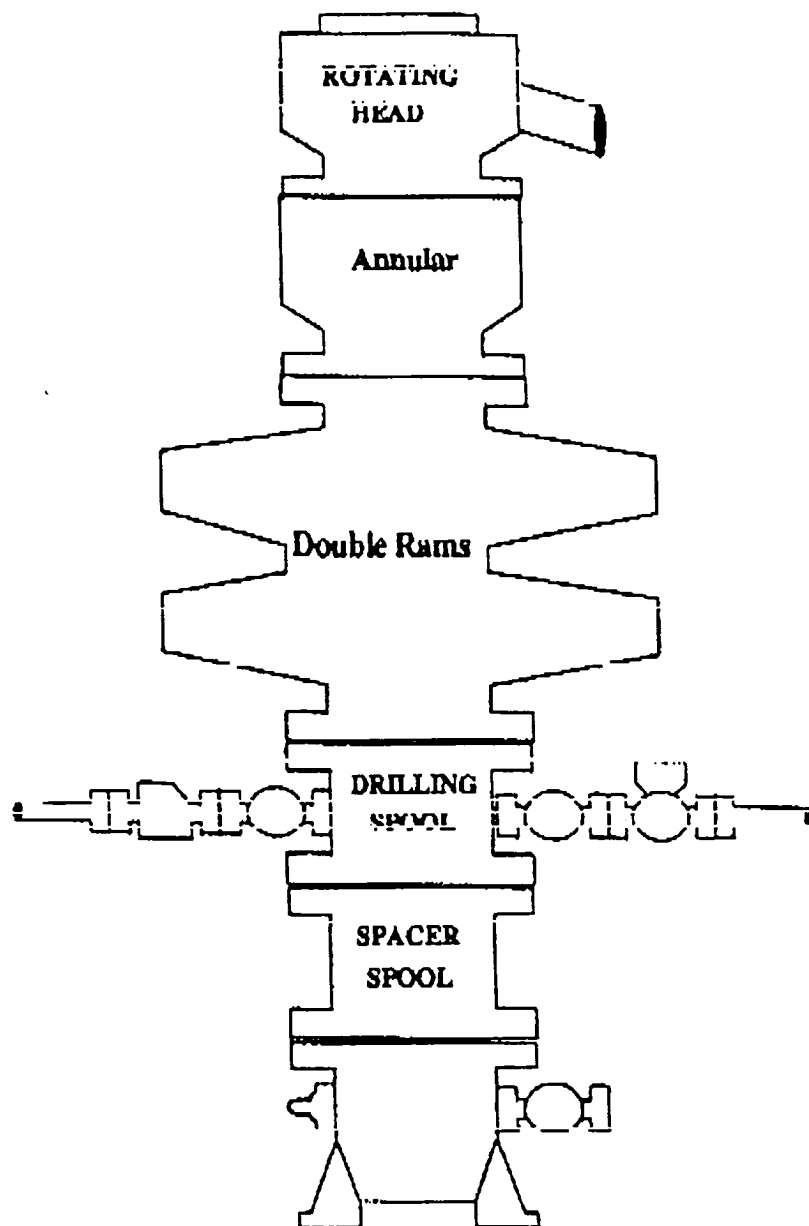 ROTATING
HEAD
Annular
Double Rams
DRILLING
SPOOL
SPACER
SPOOL